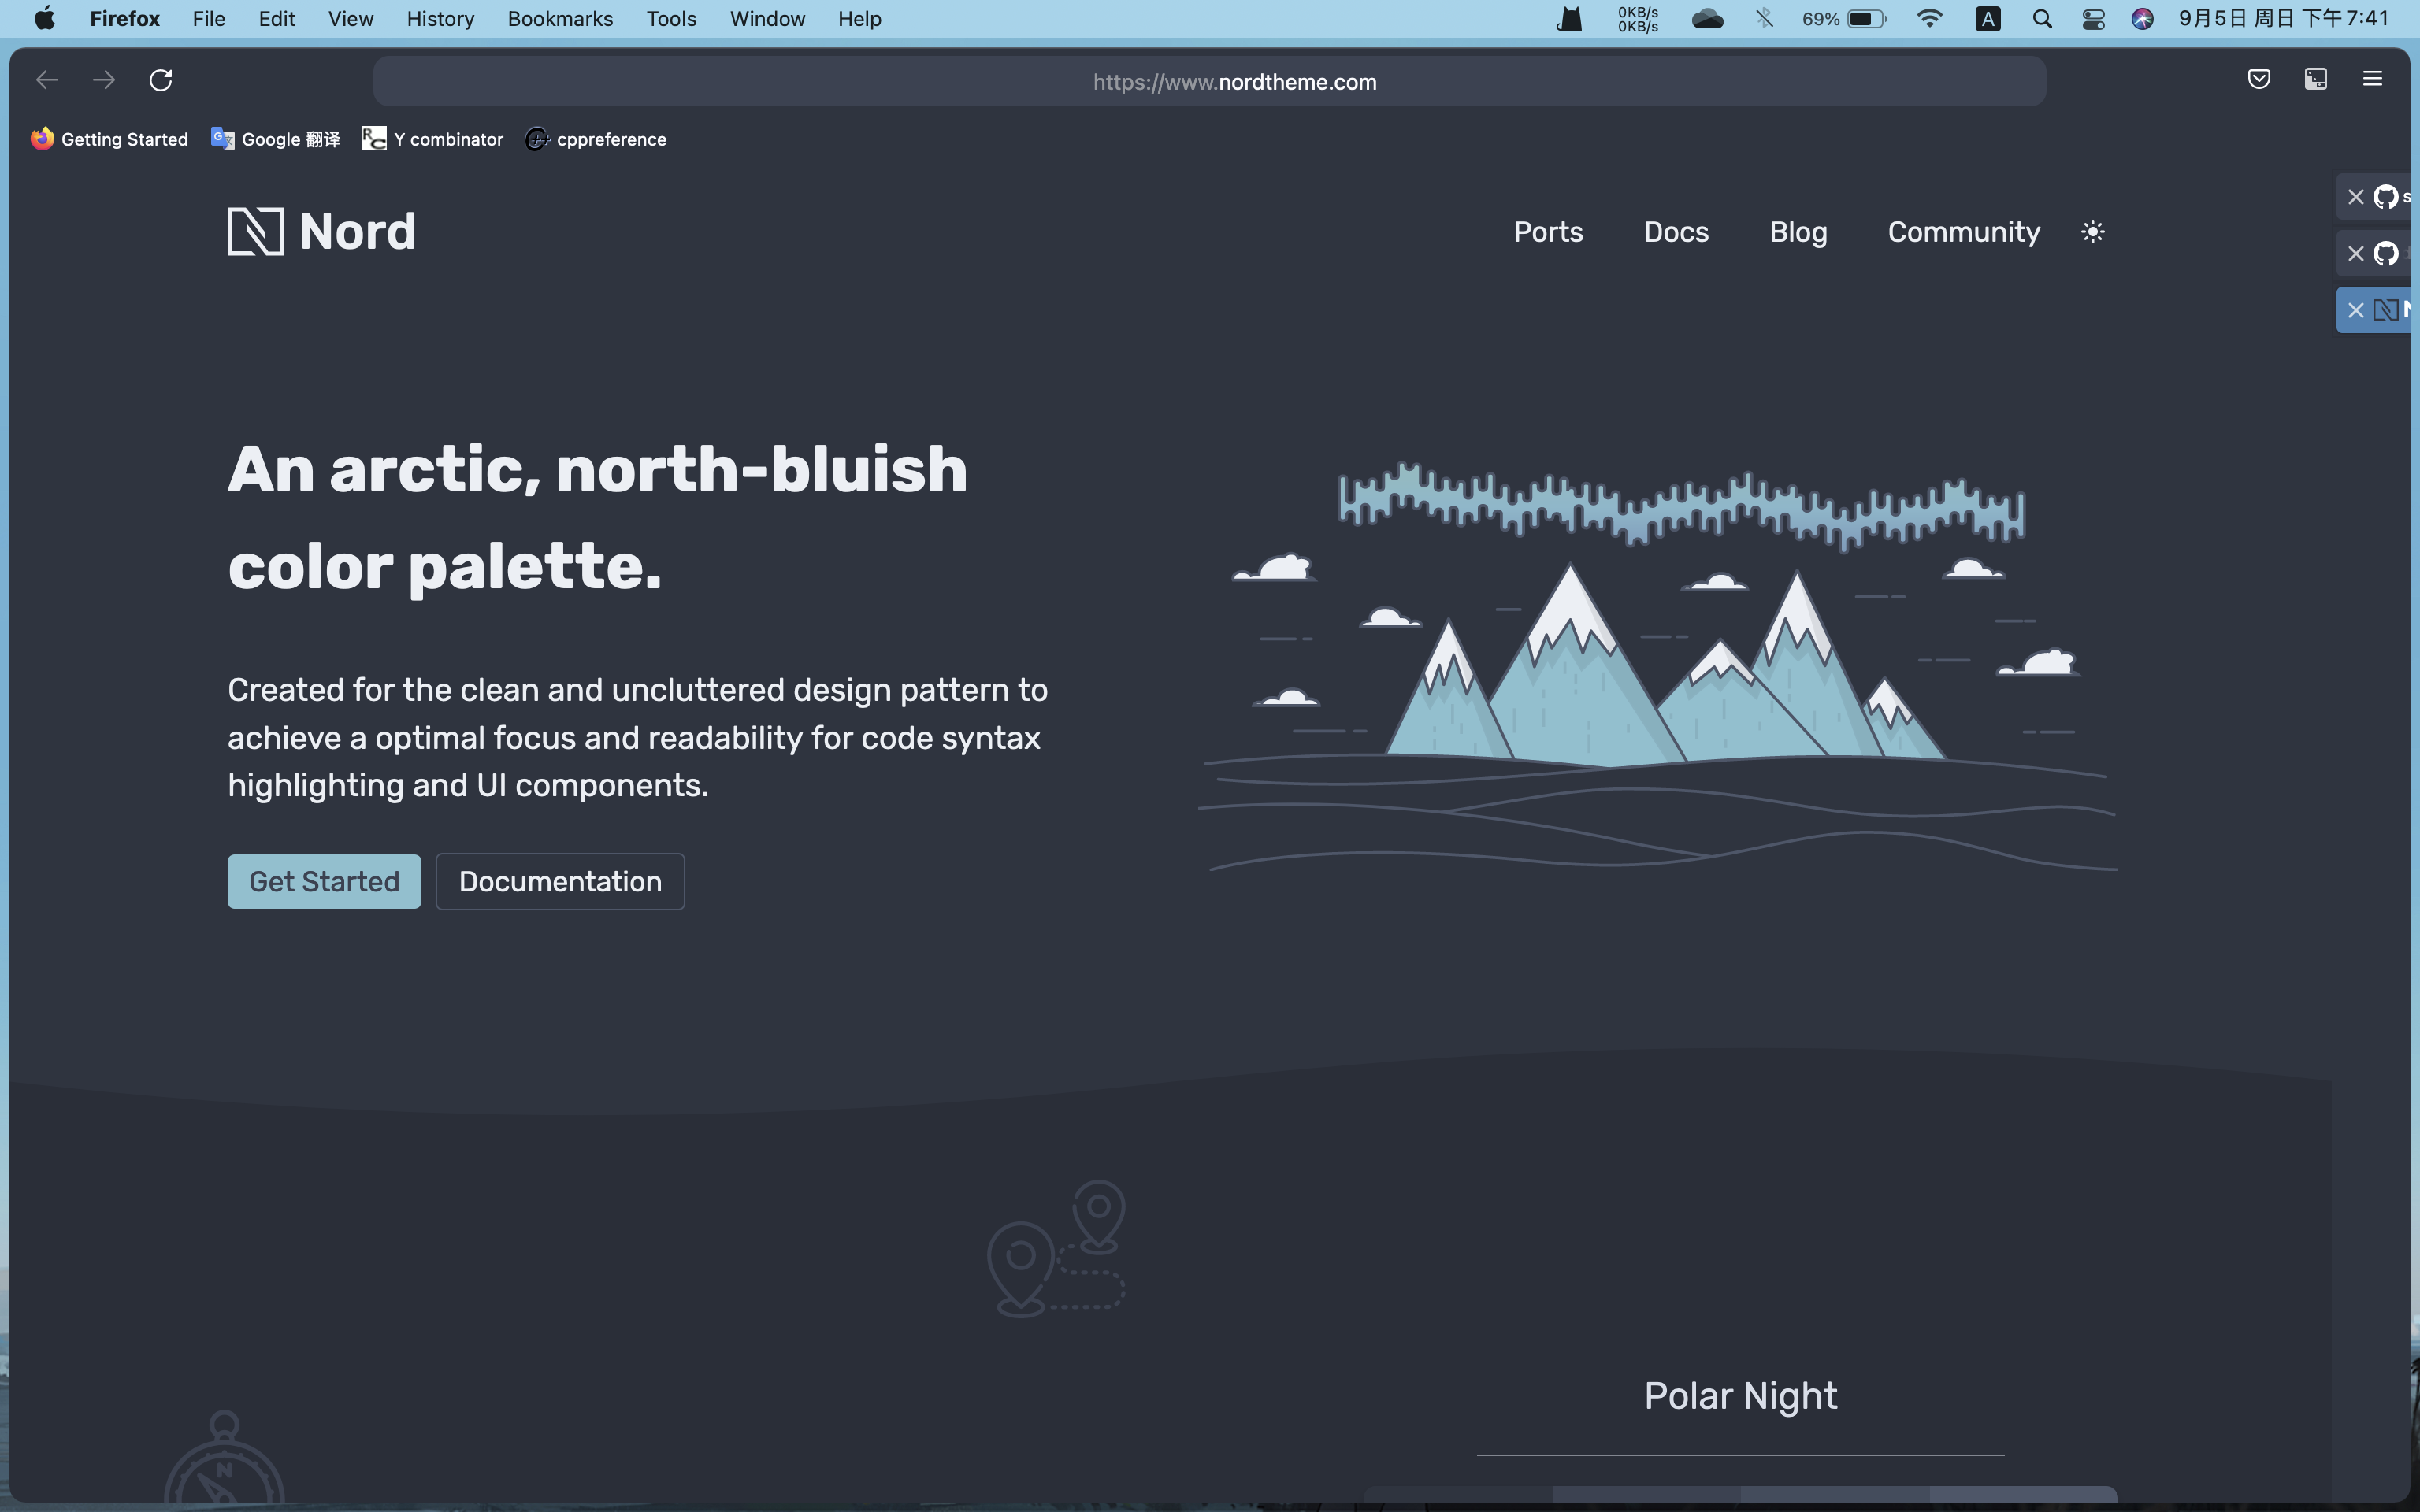 Firefox File Edit View History Bookmarks Tools Window Help
0KB/s
0KB/s
69%
A
9月5日 周日 下午7:41
https://www.nordtheme.com
Getting Started
Google 翻译
Y combinator
cppreference
Nord
Ports
Docs
Blog
Community
An arctic, north-bluish
color palette.
Created for the clean and uncluttered design pattern to
achieve a optimal focus and readability for code syntax
highlighting and UI components.
Get Started
Documentation
Polar Night
N